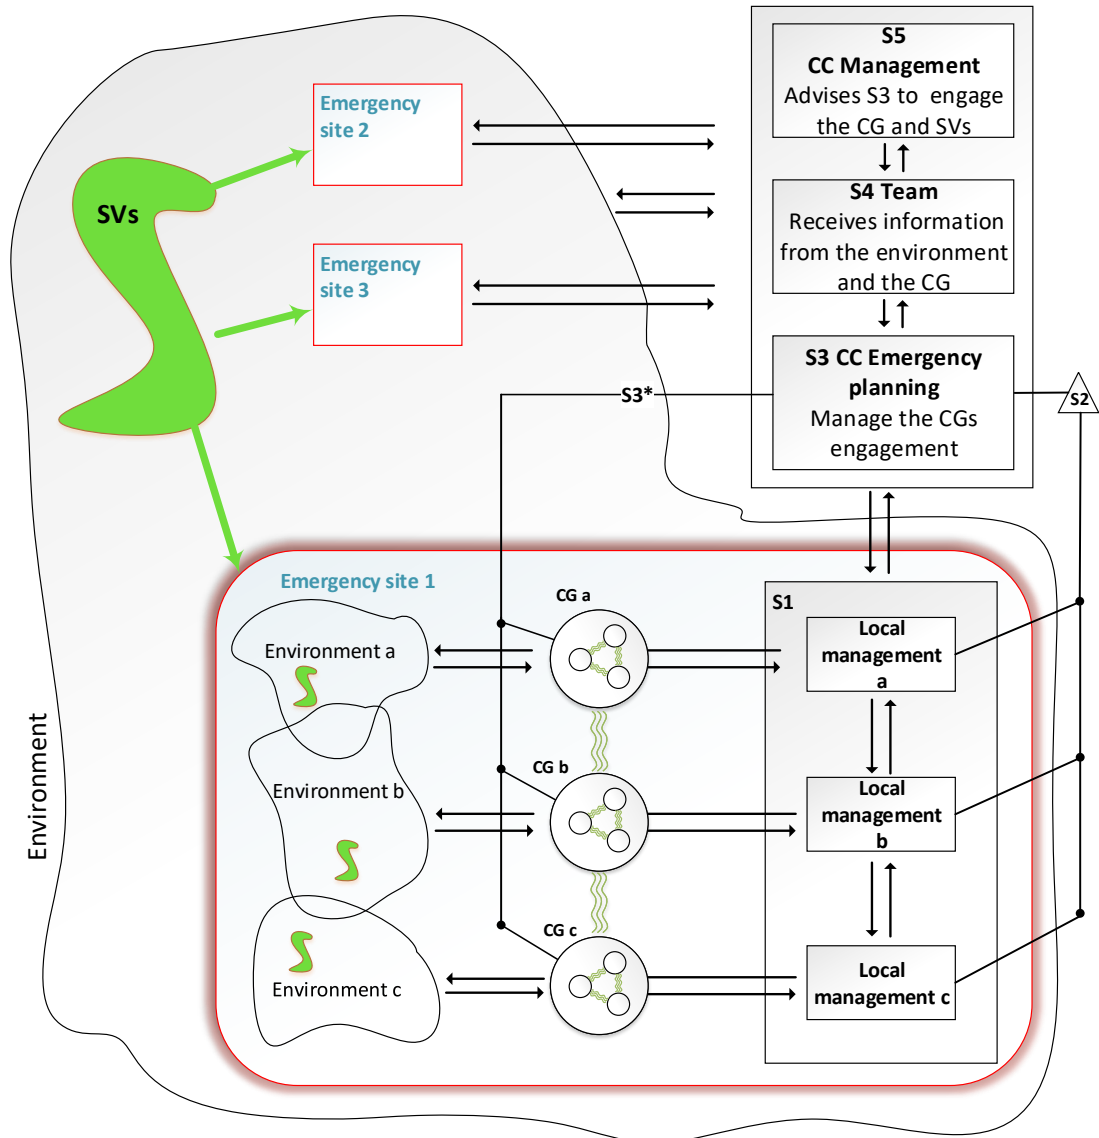 S5
CC Management
Advises S3 to engage
the CG and SVs
Emergency
site 2
SVs
S4 Team
Receives information
from the environment
and the CG
Emergency
site 3
S3 CC Emergency
planning
Manage the CGs
engagement
S3*
S2
Emergency site 1
CG a
S1
Environment a
Local
management
a
CG b
Environment b
Local
management
b
Environment
CG c
Environment c
Local
management c